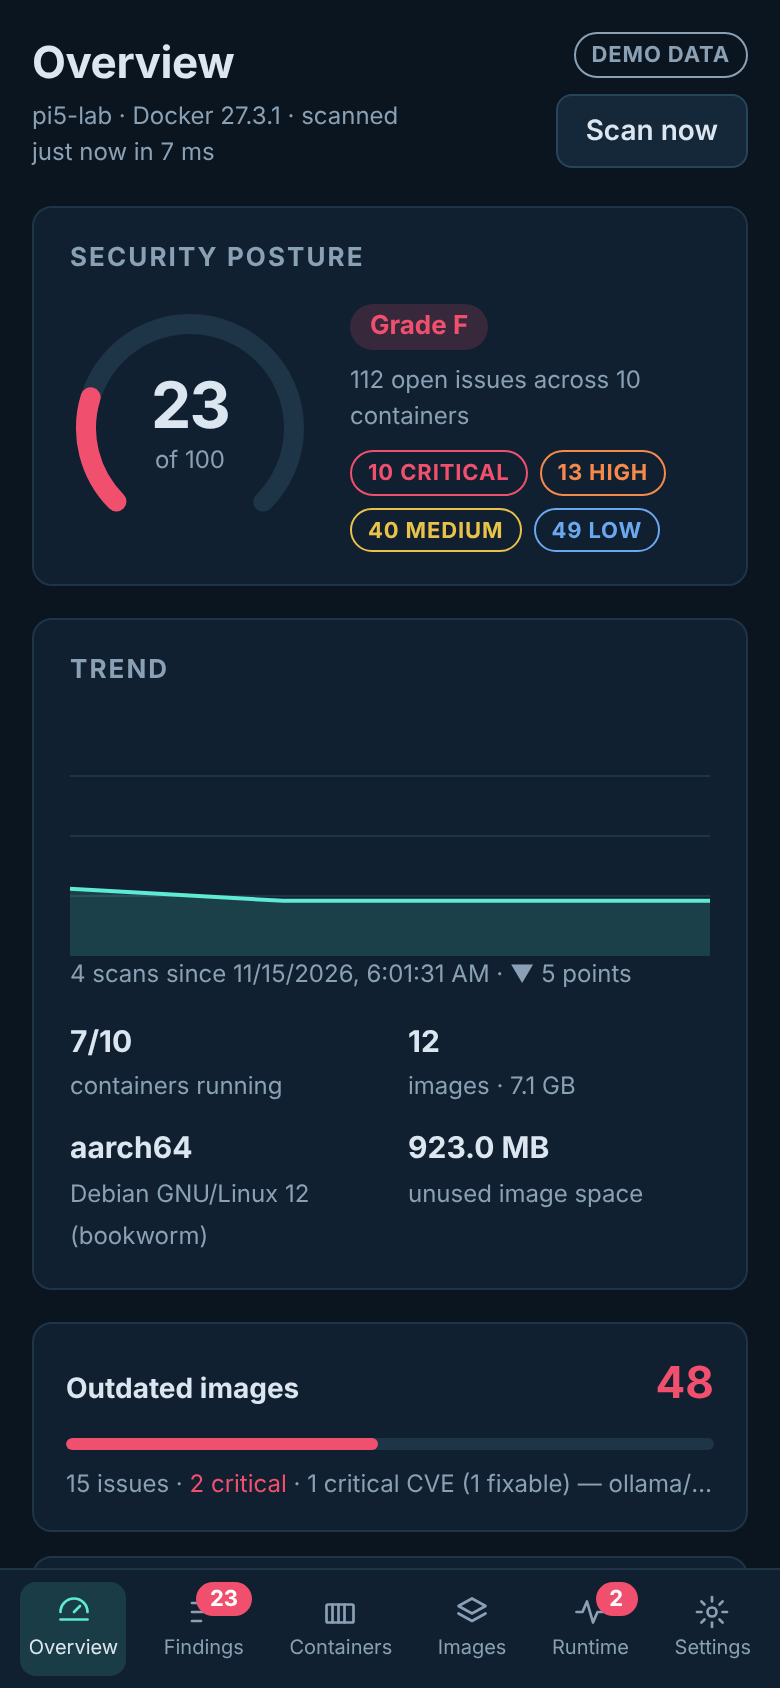 Overview
DEMO DATA
pi5-lab · Docker 27.3.1 · scanned
just now in 7 ms
Scan now
SECURITY POSTURE
23
of 100
Grade F
112 open issues across 10
containers
10 CRITICAL
13 HIGH
40 MEDIUM
49 LOW
TREND
4 scans since 11/15/2026, 6:01:31 AM · ▼ 5 points
7/10
containers running
12
images · 7.1 GB
aarch64
Debian GNU/Linux 12
(bookworm)
923.0 MB
unused image space
Outdated images
48
15 issues · 2 critical · 1 critical CVE (1 fixable) — ollama/...
Overview
23
Findings
Containers
Images
2
Runtime
Settings